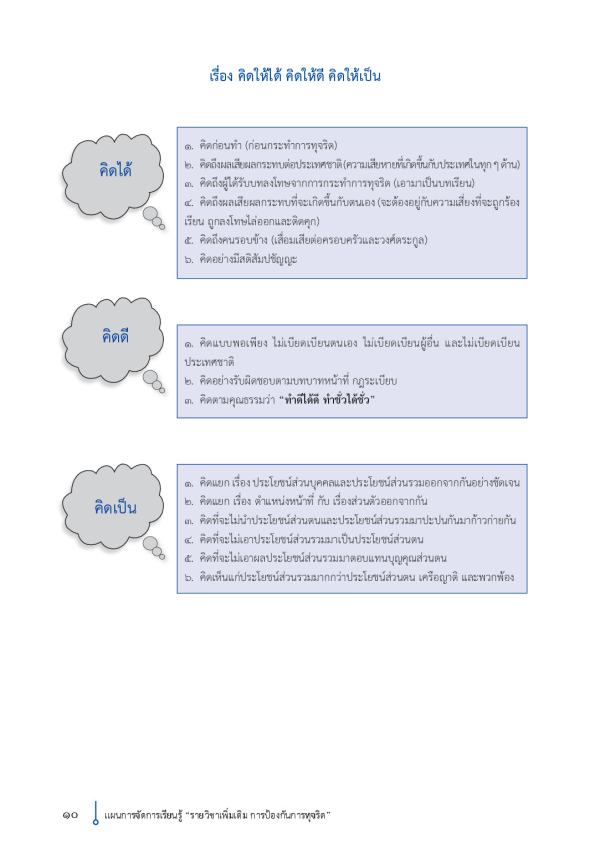 เรื่อง คิดให้ได้ คิดให้ดี คิดให้เป็น
คิดได้
๑. คิดก่อนทำ (ก่อนกระทำการทุจริต)
๒. คิดถึงผลเสียผลกระทบต่อประเทศชาติ (ความเสียหายที่เกิดขึ้นกับประเทศในทุก ๆ ด้าน)
๓. คิดถึงผู้ได้รับบทลงโทษจากการกระทำการทุจริต (เอามาเป็นบทเรียน)
๔. คิดถึงผลเสียผลกระทบที่จะเกิดขึ้นกับตนเอง (จะต้องอยู่กับความเสี่ยงที่จะถูกร้อง
เรียน ถูกลงโทษไล่ออกและติดคุก)
๕. คิดถึงคนรอบข้าง (เสื่อมเสียต่อครอบครัวและวงศ์ตระกูล)
๖. คิดอย่างมีสติสัมปชัญญะ
คิดดี
๑. คิดแบบพอเพียง ไม่เบียดเบียนตนเอง ไม่เบียดเบียนผู้อื่น และไม่เบียดเบียน
ประเทศชาติ
๒. คิดอย่างรับผิดชอบตามบทบาทหน้าที่ กฎระเบียบ
๓. คิดตามคุณธรรมว่า “ทำดีได้ดี ทำชั่วได้ชั่ว”
คิดเป็น
๑. คิดแยก เรื่อง ประโยชน์ส่วนบุคคลและประโยชน์ส่วนรวมออกจากกันอย่างชัดเจน
๒. คิดแยก เรื่อง ตำแหน่งหน้าที่ กับ เรื่องส่วนตัวออกจากกัน
๓. คิดที่จะไม่นำประโยชน์ส่วนตนและประโยชน์ส่วนรวมมาปะปนกันมาก้าวก่ายกัน
๔. คิดที่จะไม่เอาประโยชน์ส่วนรวมมาเป็นประโยชน์ส่วนตน
๕. คิดที่จะไม่เอาผลประโยชน์ส่วนรวมมาตอบแทนบุญคุณส่วนตน
๖. คิดเห็นแก่ประโยชน์ส่วนรวมมากกว่าประโยชน์ส่วนตน เครือญาติ และพวกพ้อง
๑๐ แผนการจัดการเรียนรู้ “รายวิชาเพิ่มเติม การป้องกันการทุจริต”